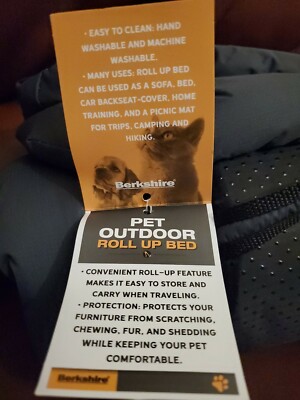 • EASY TO CLEAN: HAND
WASHABLE AND MACHINE
WASHABLE.
• MANY USES: ROLL UP BED
CAN BE USED AS A SOFA, BED,
CAR BACKSEAT-COVER, HOME
TRAINING, AND A PICNIC MAT
FOR TRIPS, CAMPING AND
HIKING.
Berkshire
PET
OUTDOOR
ROLL UP BED
• CONVENIENT ROLL-UP FEATURE
MAKES IT EASY TO STORE AND
CARRY WHEN TRAVELING.
• PROTECTION: PROTECTS YOUR
FURNITURE FROM SCRATCHING,
CHEWING, FUR, AND SHEDDING
WHILE KEEPING YOUR PET
COMFORTABLE.
Berkshire